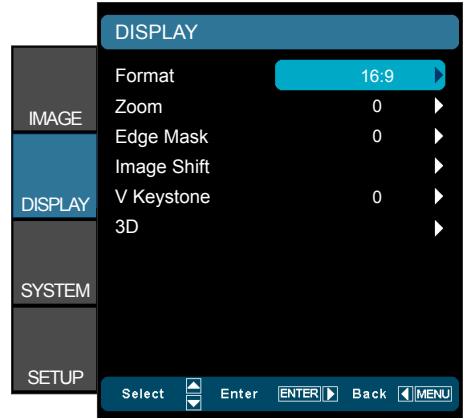 DISPLAY
IMAGE
DISPLAY
SYSTEM
SETUP
Format 16:9
Zoom 0
Edge Mask 0
Image Shift
V Keystone 0
3D
Select Enter ENTER Back MENU